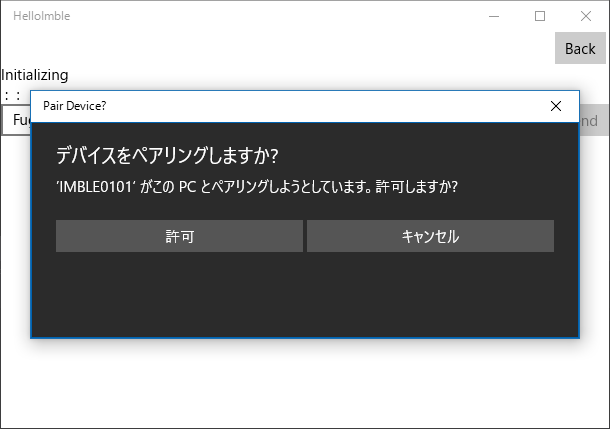 HelloImble
Back
Initializing
: :
Pair Device?
デバイスをペアリングしますか?
'IMBLE0101' がこの PC とペアリングしようとしています。許可しますか?
許可
キャンセル